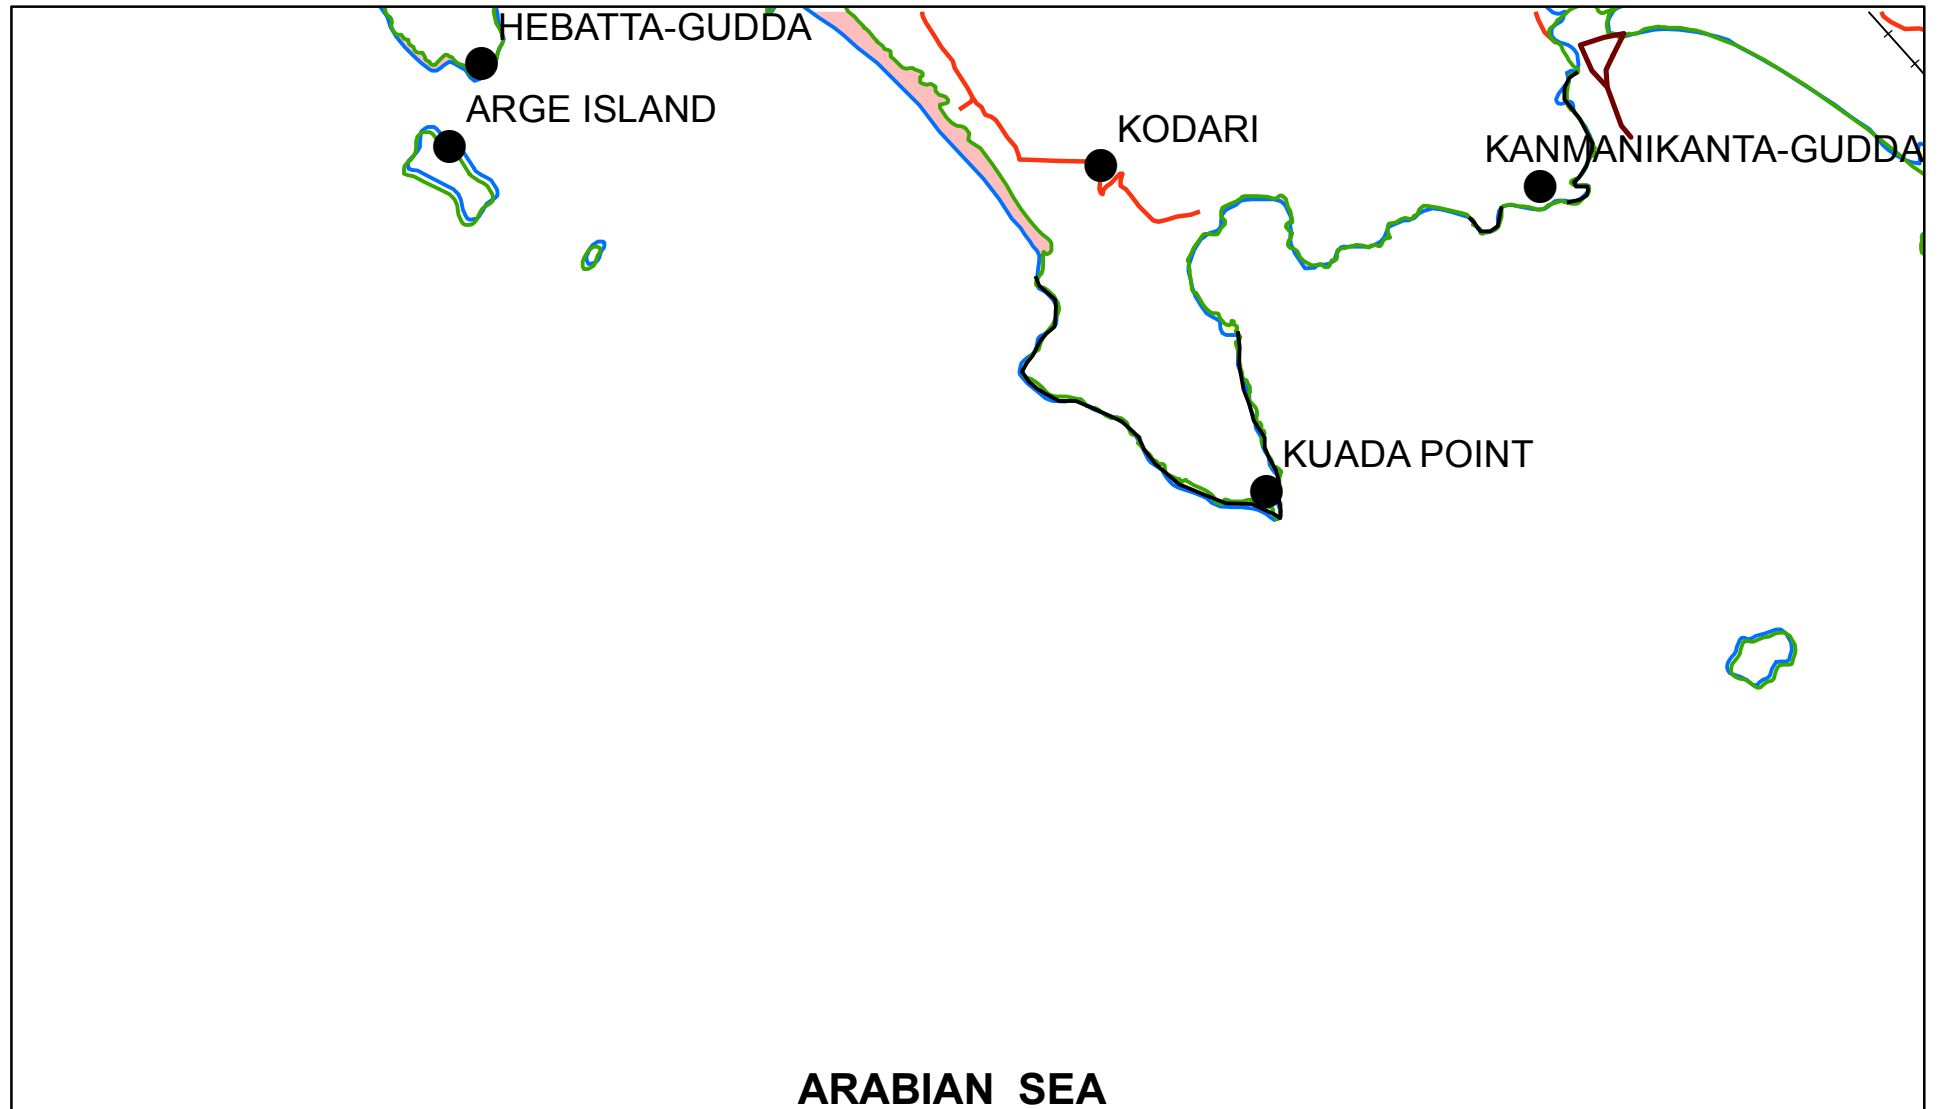 HEBATTA-GUDDA
ARGE ISLAND
KODARI
KANMANIKANTA-GUDDA
KUADA POINT
ARABIAN SEA